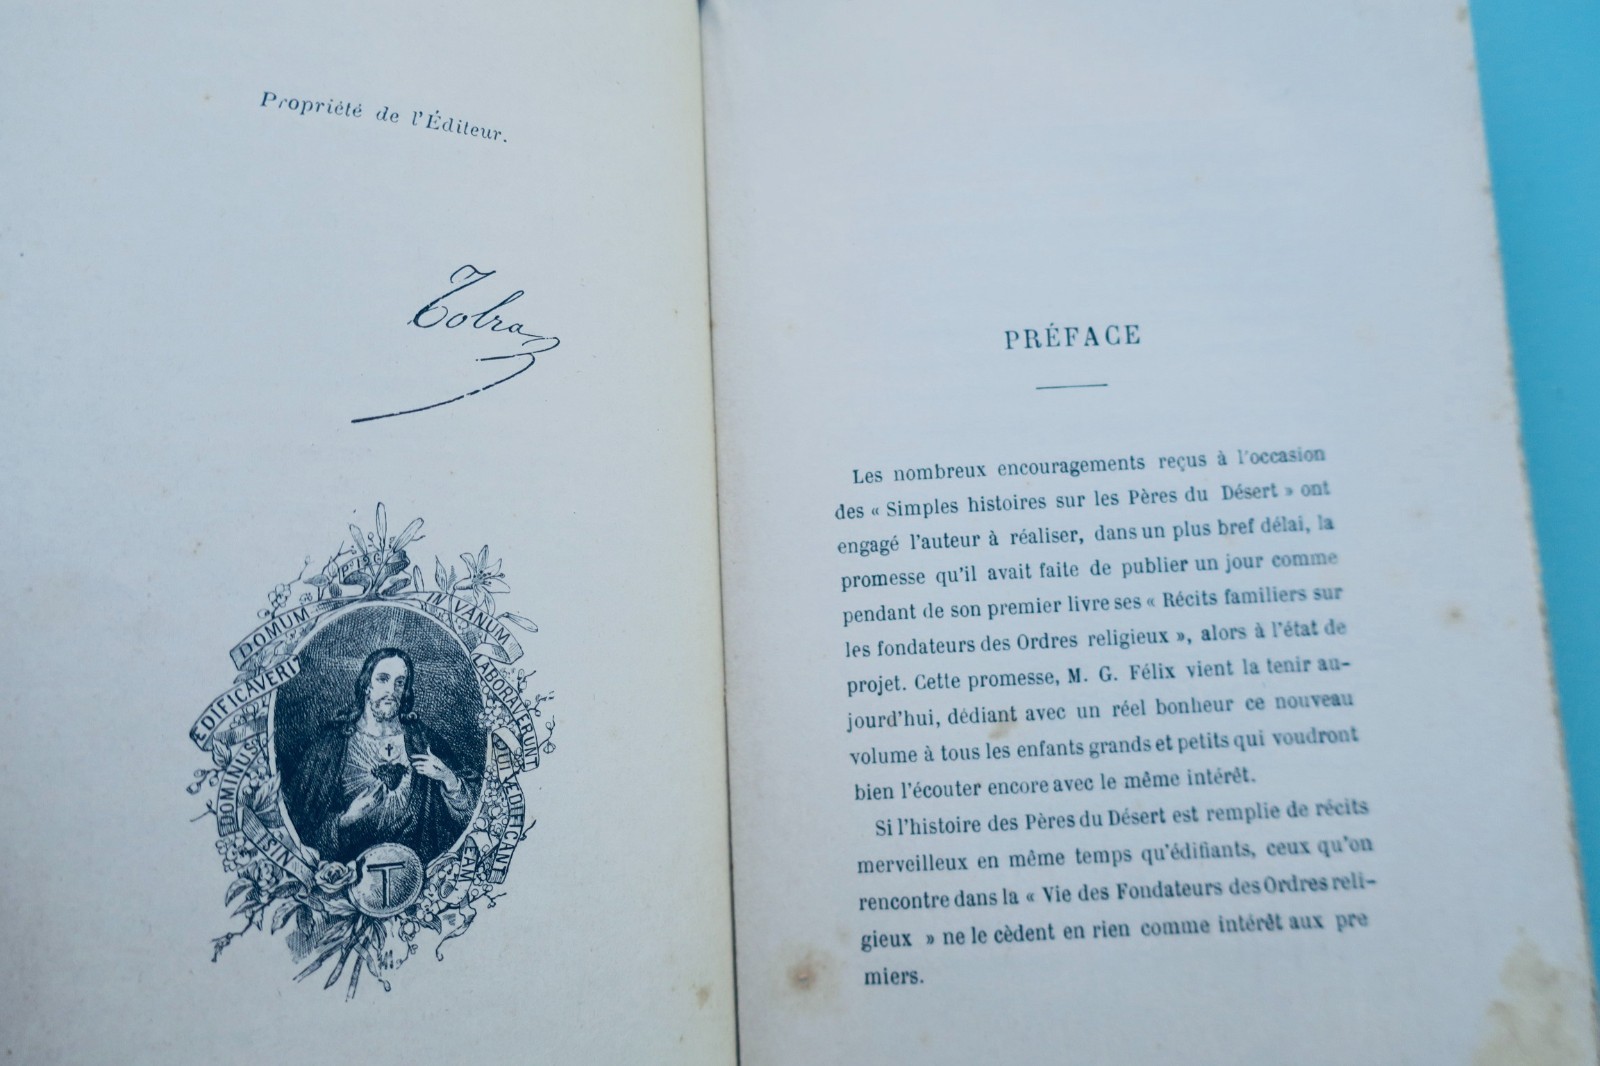 Propriété de l'Éditeur.
Tolra
Ps 126
NISI
DOMINUS
ÆDIFICAVERIT
DOMUM
IN VANUM
LABORAVERUNT
QUI ÆDIFICANT
EAM
T
PRÉFACE
Les nombreux encouragements reçus à l'occasion
des « Simples histoires sur les Pères du Désert » ont
engagé l'auteur à réaliser, dans un plus bref délai, la
promesse qu'il avait faite de publier un jour comme
pendant de son premier livre ses « Récits familiers sur
les fondateurs des Ordres religieux », alors à l'état de
projet. Cette promesse, M. G. Félix vient la tenir au-
jourd'hui, dédiant avec un réel bonheur ce nouveau
volume à tous les enfants grands et petits qui voudront
bien l'écouter encore avec le même intérêt.
Si l'histoire des Pères du Désert est remplie de récits
merveilleux en même temps qu'édifiants, ceux qu'on
rencontre dans la « Vie des Fondateurs des Ordres reli-
gieux » ne le cèdent en rien comme intérêt aux pre
miers.